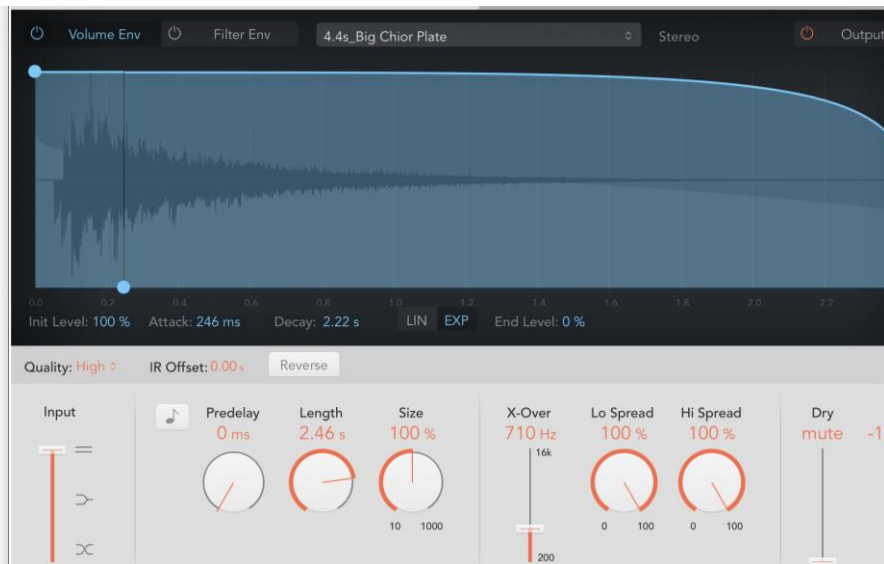 Volume Env Filter Env 4.4s_Big Chior Plate Stereo Output
0.0 0.2 0.4 0.6 0.8 1.0 1.2 1.4 1.6 1.8 2.0 2.2
Init Level: 100 % Attack: 246 ms Decay: 2.22 s LIN EXP End Level: 0 %
Quality: High IR Offset: 0.00 s Reverse
Input Predelay Length Size X-Over Lo Spread Hi Spread Dry
0 ms 2.46 s 100 % 710 Hz 100 % 100 % mute -1
16k
10 1000 0 100 0 100
200